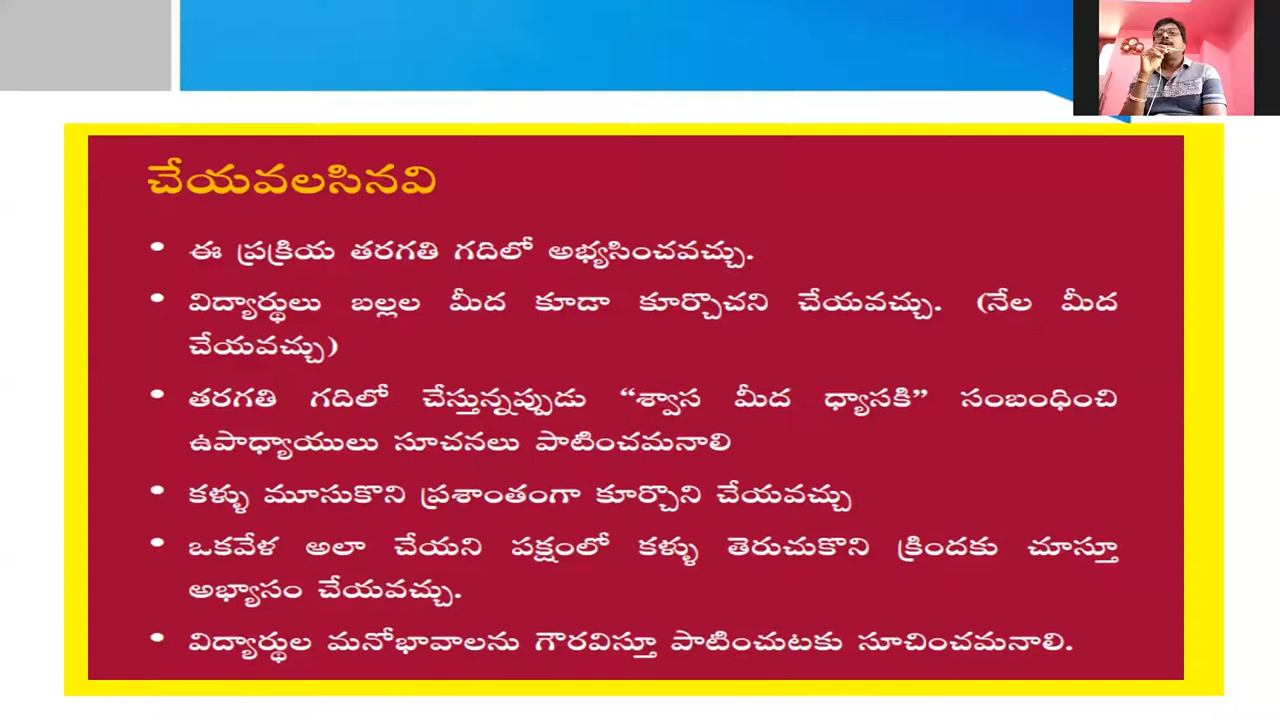 చేయవలసినవి
• ఈ ప్రక్రియ తరగతి గదిలో అభ్యసించవచ్చు.
• విద్యార్థులు బల్లల మీద కూడా కూర్చొచని చేయవచ్చు. (నేల మీద
చేయవచ్చు)
• తరగతి గదిలో చేస్తున్నప్పుడు “శ్వాస మీద ధ్యాసకి” సంబంధించి
ఉపాధ్యాయులు సూచనలు పాటించమనాలి
• కళ్ళు మూసుకొని ప్రశాంతంగా కూర్చొని చేయవచ్చు
• ఒకవేళ అలా చేయని పక్షంలో కళ్ళు తెరుచుకొని క్రిందకు చూస్తూ
అభ్యాసం చేయవచ్చు.
• విద్యార్థుల మనోభావాలను గౌరవిస్తూ పాటించుటకు సూచించమనాలి.